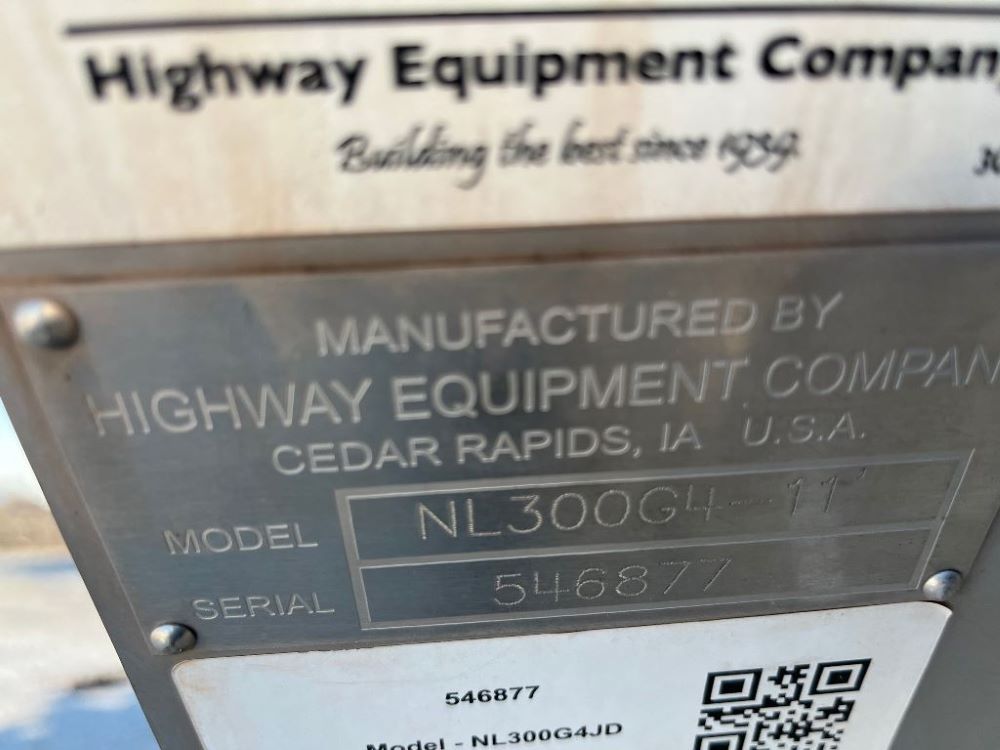 Highway Equipment Compan
Building the best since 1939.
MANUFACTURED BY
HIGHWAY EQUIPMENT COMPAN
CEDAR RAPIDS, IA U.S.A.
MODEL NL300G4-11'
SERIAL 546877
546877
Model - NL300G4JD